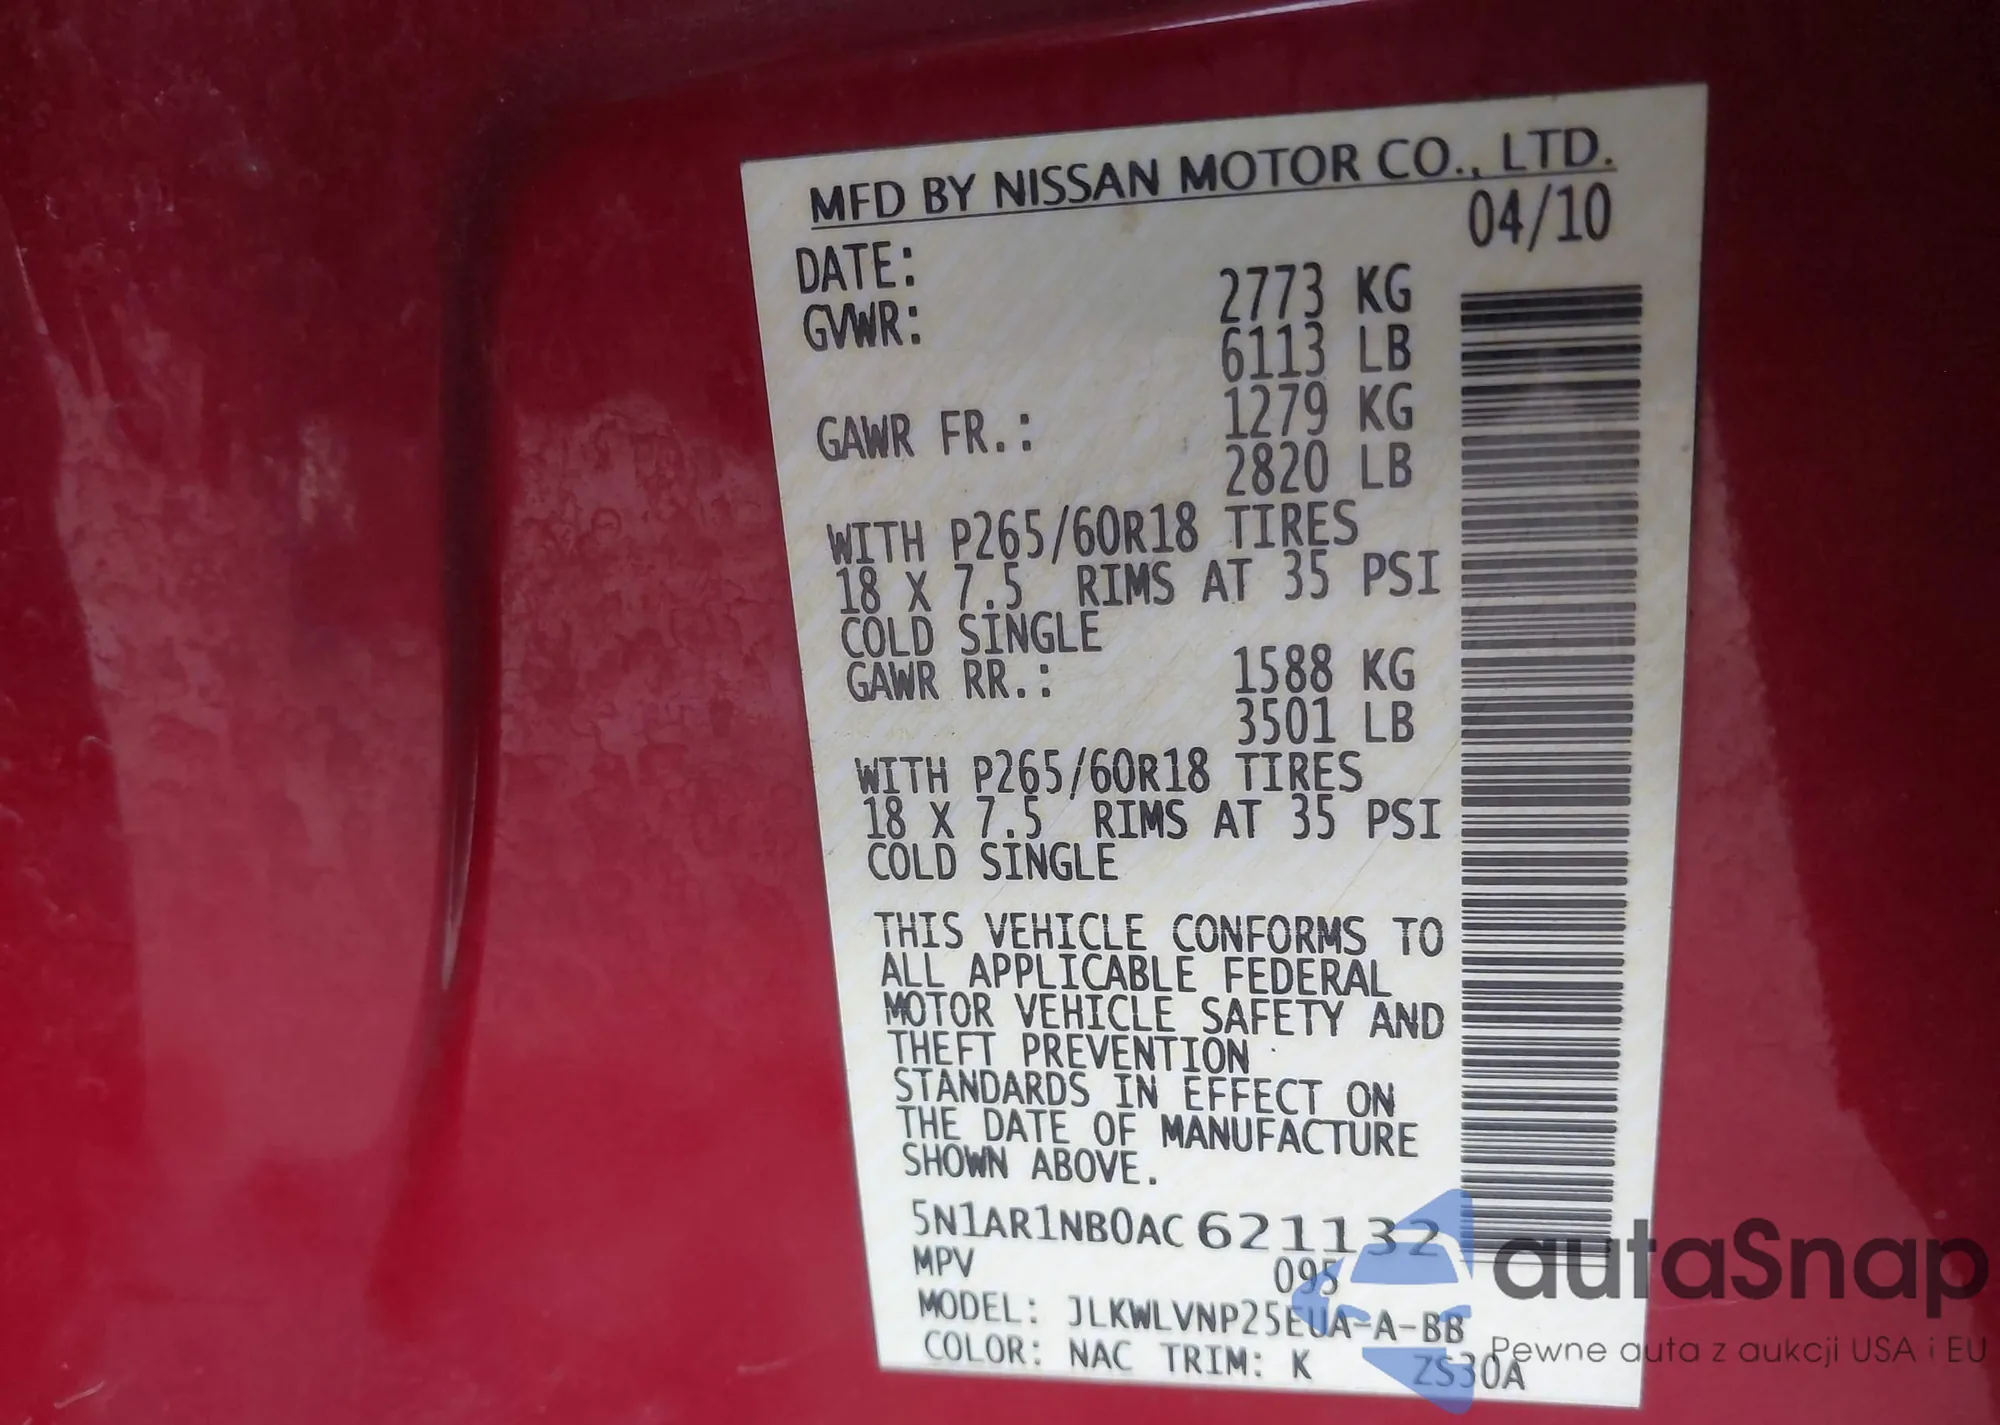 MFD BY NISSAN MOTOR CO., LTD.
DATE: 04/10
GVWR: 2773 KG
6113 LB
GAWR FR.: 1279 KG
2820 LB
WITH P265/60R18 TIRES
18 X 7.5 RIMS AT 35 PSI
COLD SINGLE
GAWR RR.: 1588 KG
3501 LB
WITH P265/60R18 TIRES
18 X 7.5 RIMS AT 35 PSI
COLD SINGLE
THIS VEHICLE CONFORMS TO
ALL APPLICABLE FEDERAL
MOTOR VEHICLE SAFETY AND
THEFT PREVENTION
STANDARDS IN EFFECT ON
THE DATE OF MANUFACTURE
SHOWN ABOVE.
5N1AR1NB0AC621132
MPV 095
MODEL: JLKWLVNP25EUA-A-BB
COLOR: NAC TRIM: K ZS30A
autaSnap
Pewne auta z aukcji USA i EU